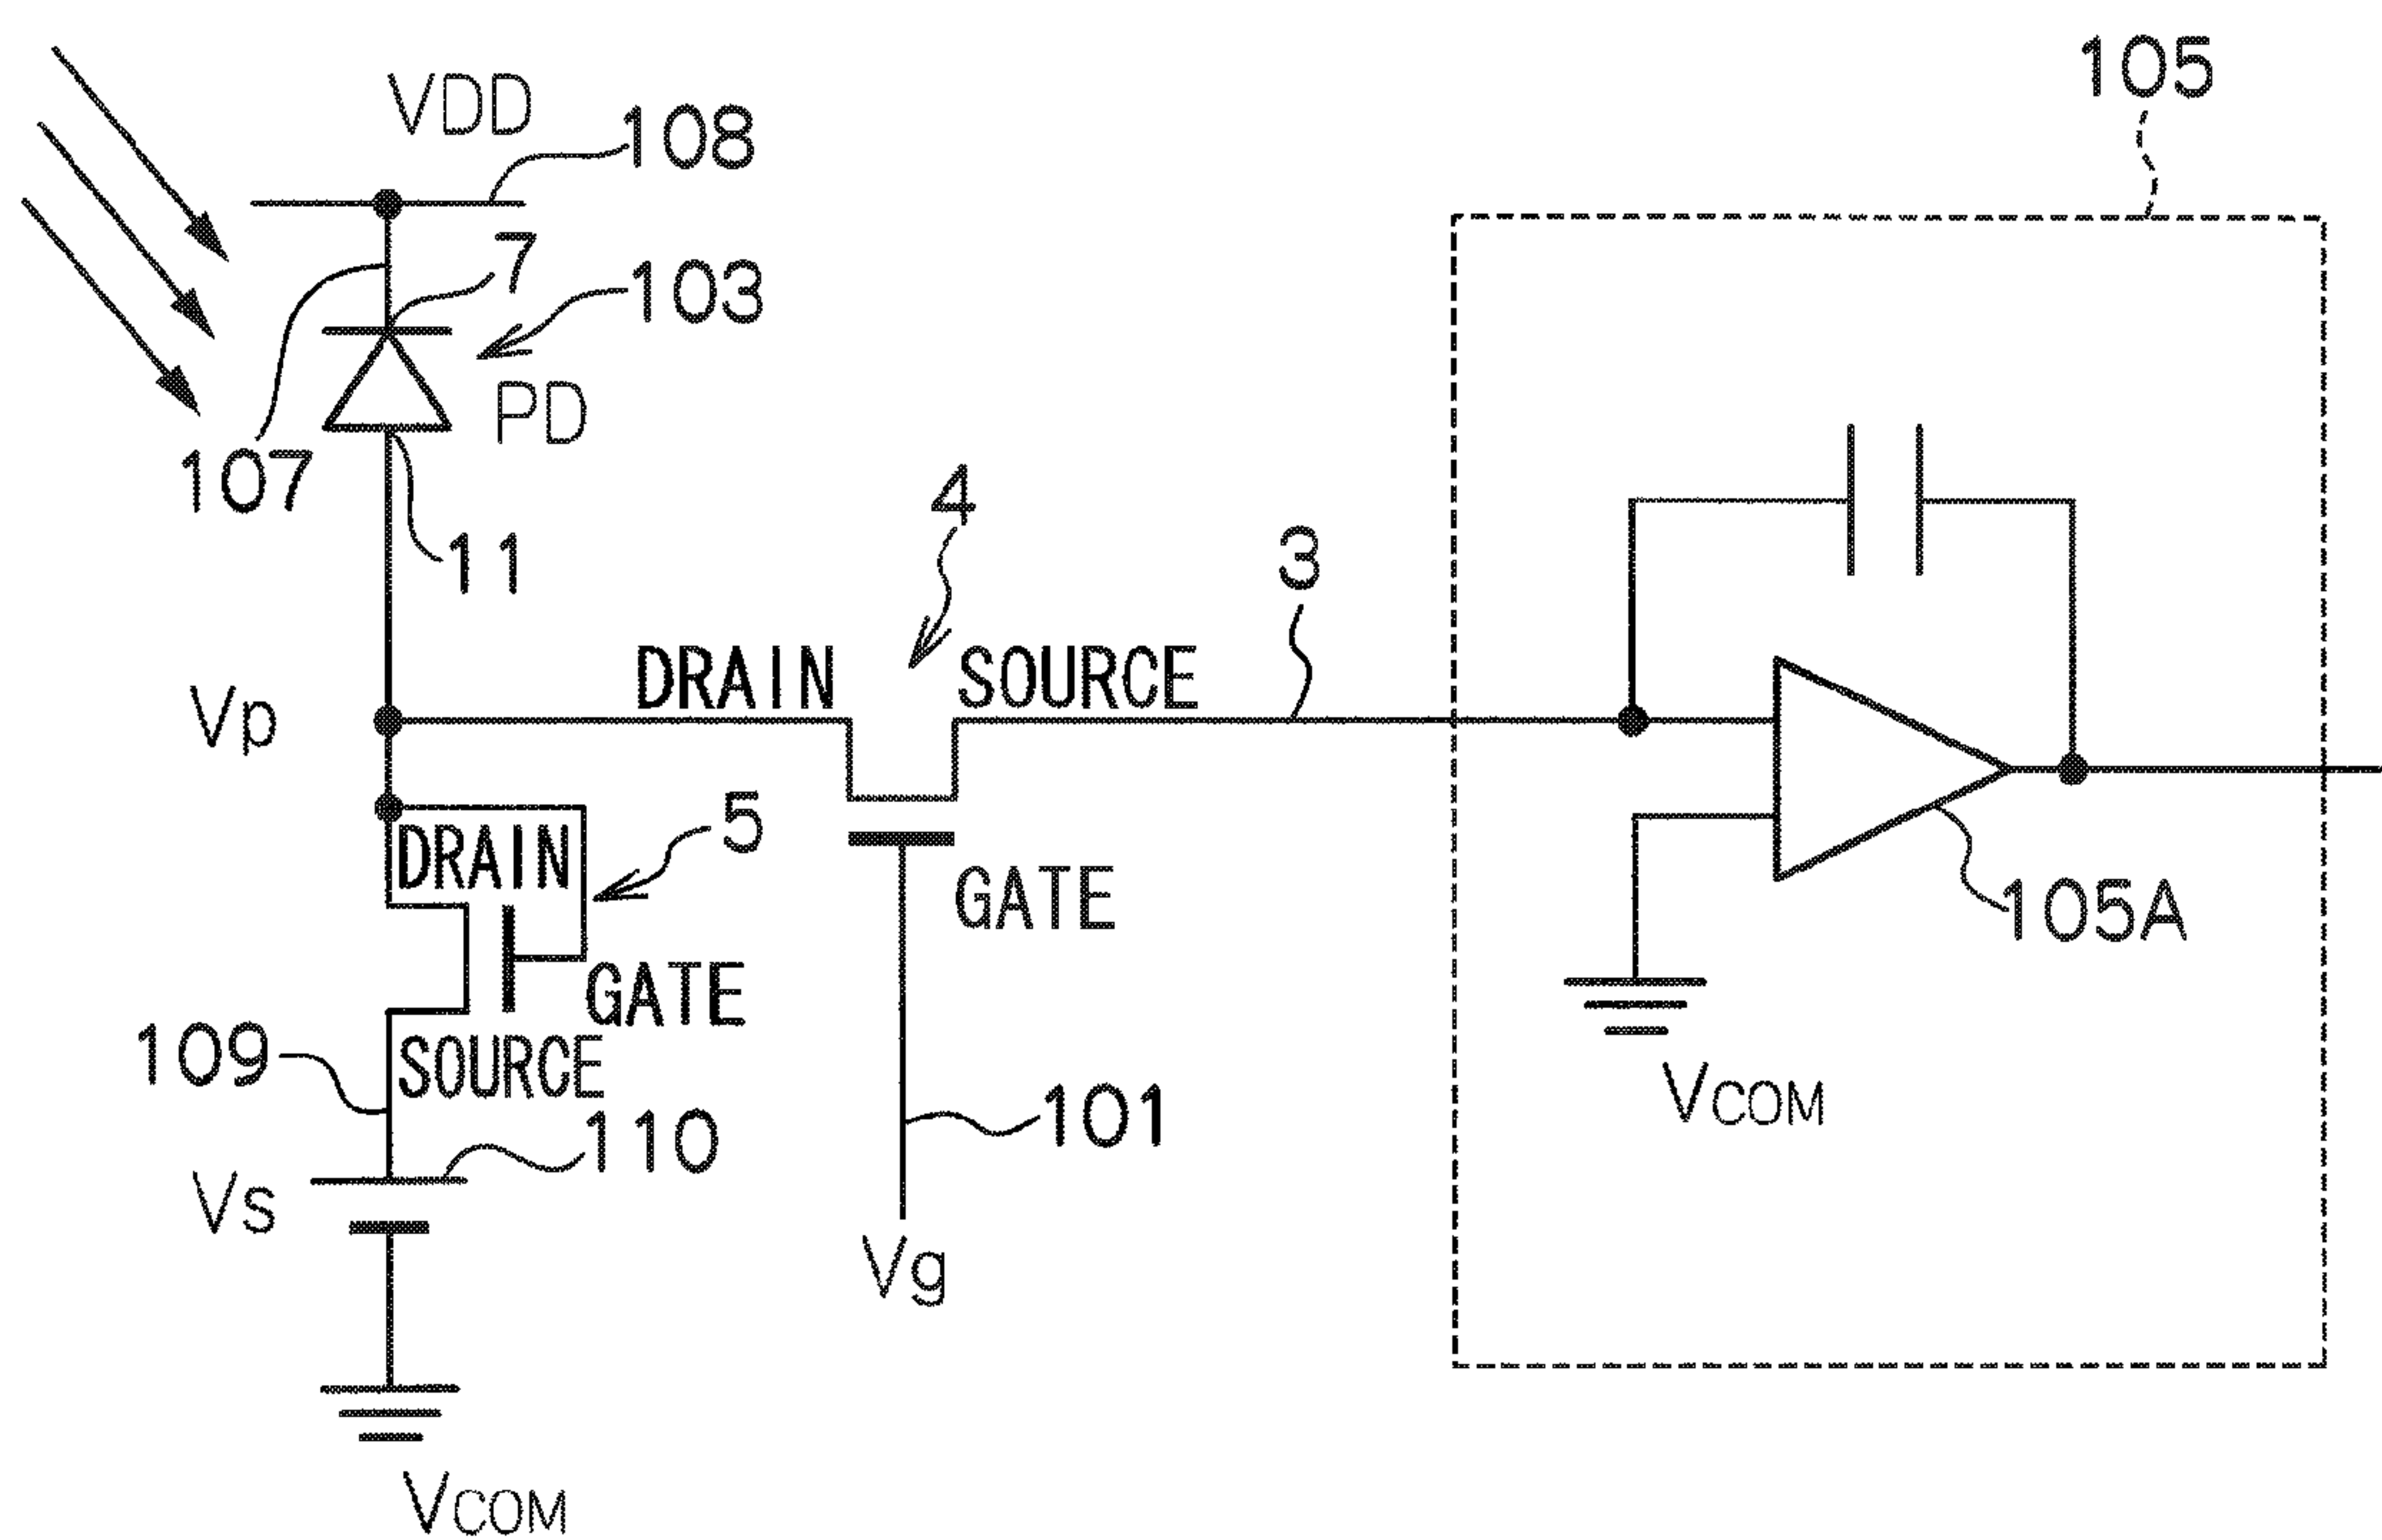 105
VDD
108
7
103
PD
107
11
4
3
DRAIN SOURCE
Vp
5
DRAIN
GATE
105A
GATE
109
SOURCE
110
101
VCOM
Vs
Vg
VCOM